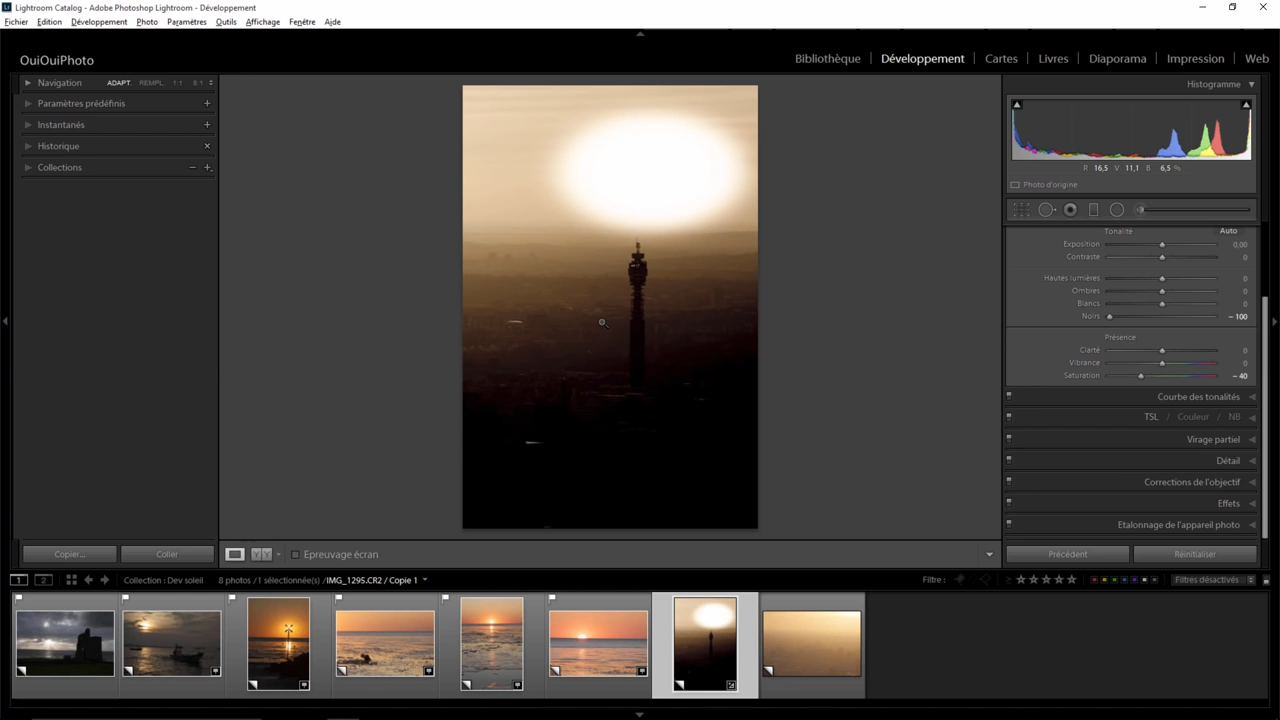 Lightroom Catalog - Adobe Photoshop Lightroom - Développement
Fichier Edition Développement Photo Paramètres Outils Affichage Fenêtre Aide
OuiOuiPhoto
Bibliothèque | Développement | Cartes | Livres | Diaporama | Impression | Web
Navigation ADAPT. REMPL. 1:1 8:1
Paramètres prédéfinis
Instantanés
Historique
Collections
Histogramme
R 16,5 V 11,1 B 6,5 %
Photo d'origine
Tonalité Auto
Exposition 0,00
Contraste 0
Hautes lumières 0
Ombres 0
Blancs 0
Noirs - 100
Présence
Clarté 0
Vibrance 0
Saturation - 40
Courbe des tonalités
TSL / Couleur / NB
Virage partiel
Détail
Corrections de l'objectif
Effets
Etalonnage de l'appareil photo
Copier... Coller
Epreuvage écran
Précédent Réinitialiser
1 2 Collection : Dev soleil 8 photos /1 sélectionnée(s) /IMG_1295.CR2 / Copie 1
Filtre : Filtres désactivés